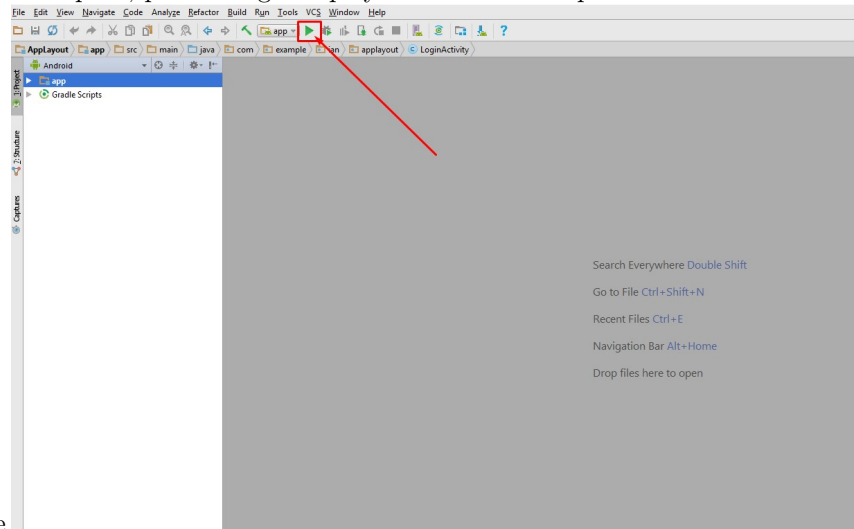 File Edit View Navigate Code Analyze Refactor Build Run Tools VCS Window Help
app
AppLayout app src main java com example ian applayout LoginActivity
1: Project
Android
app
Gradle Scripts
7: Structure
Captures
Search Everywhere Double Shift
Go to File Ctrl+Shift+N
Recent Files Ctrl+E
Navigation Bar Alt+Home
Drop files here to open